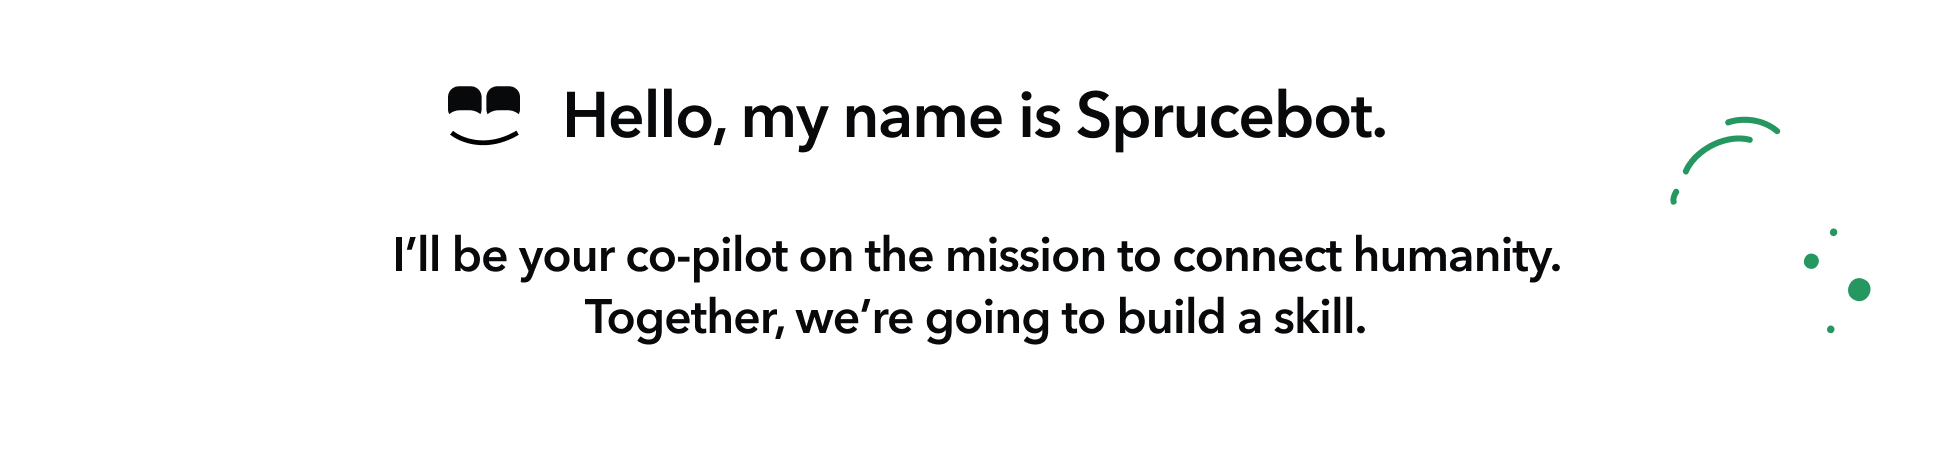 Hello, my name is Sprucebot.
I’ll be your co-pilot on the mission to connect humanity.
Together, we’re going to build a skill.